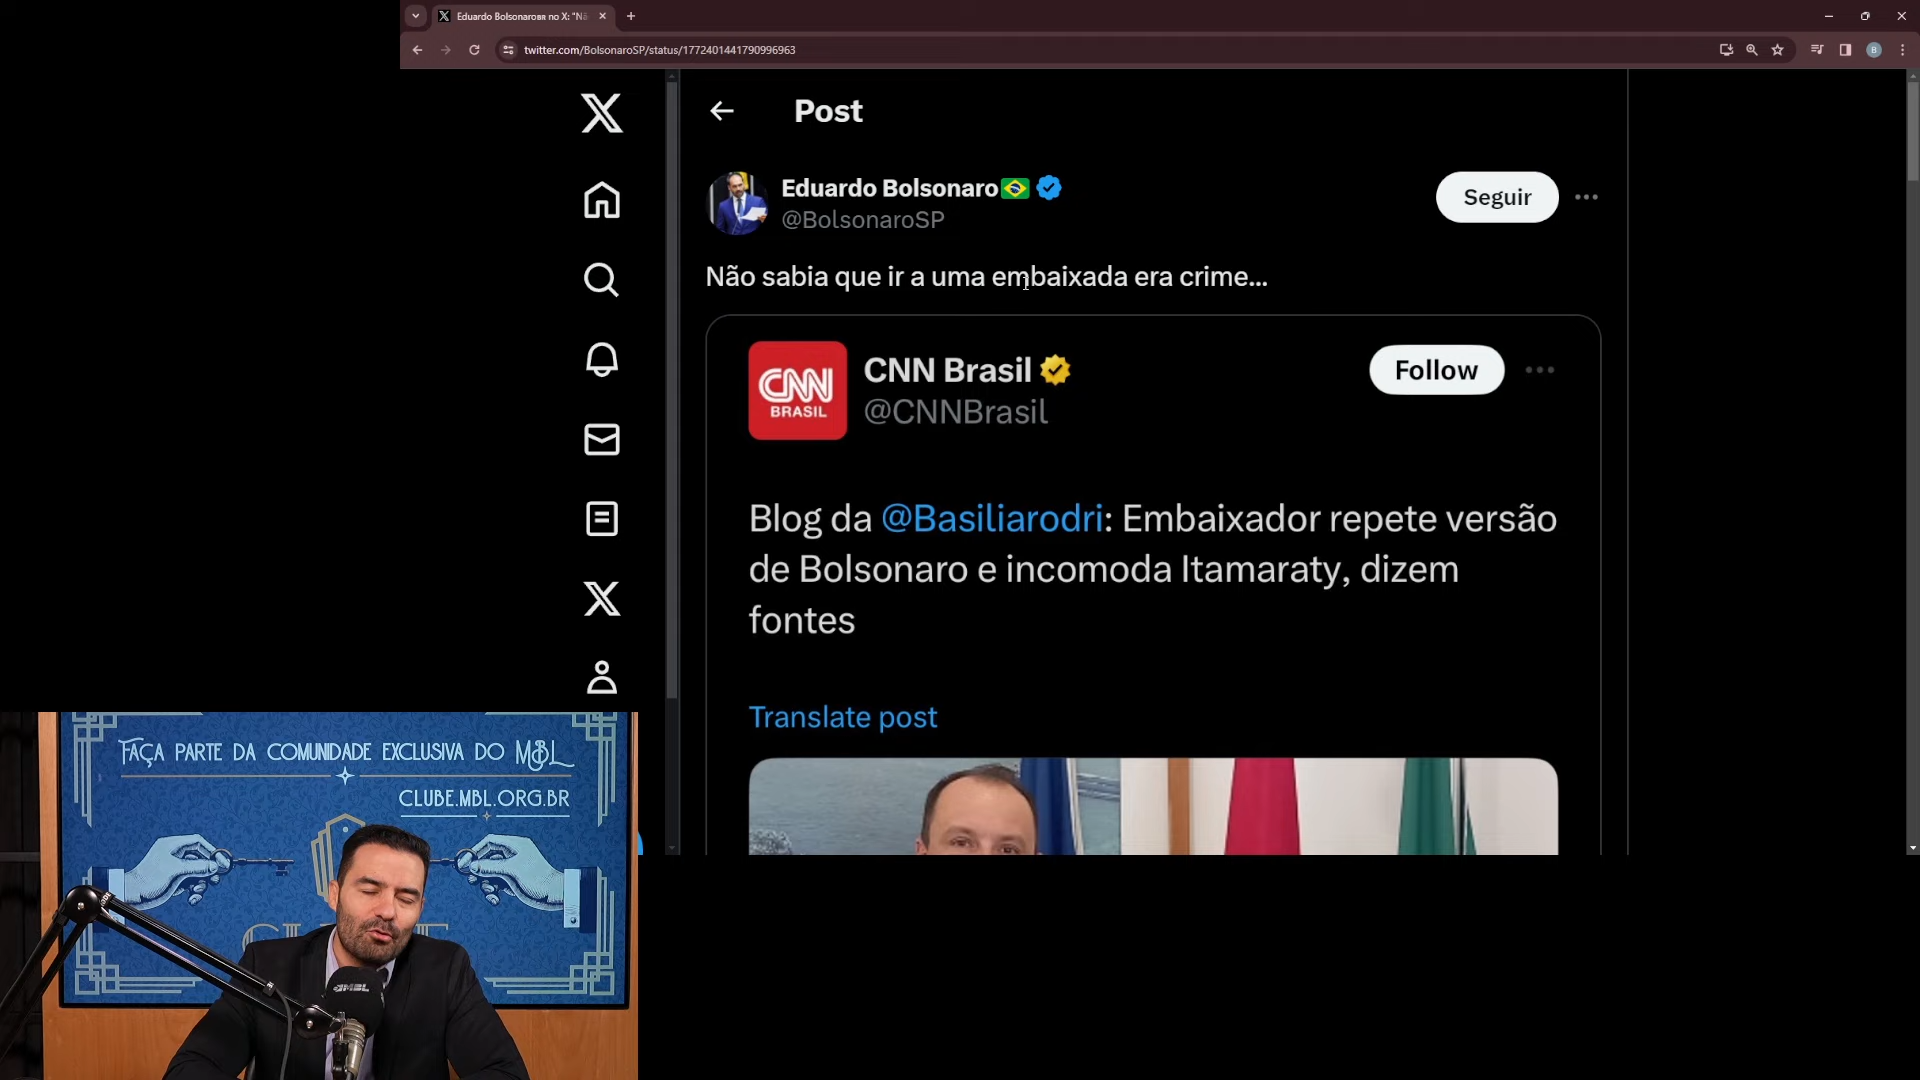 Eduardo Bolsonaro🇧🇷 no X: "Nã
twitter.com/BolsonaroSP/status/1772401441790996963
B
Post
Eduardo Bolsonaro🇧🇷
@BolsonaroSP
Seguir
Não sabia que ir a uma embaixada era crime...
CNN
BRASIL
CNN Brasil
@CNNBrasil
Follow
Blog da @Basiliarodri: Embaixador repete versão
de Bolsonaro e incomoda Itamaraty, dizem
fontes
Translate post
FAÇA PARTE DA COMUNIDADE EXCLUSIVA DO MBL
CLUBE.MBL.ORG.BR
MBL